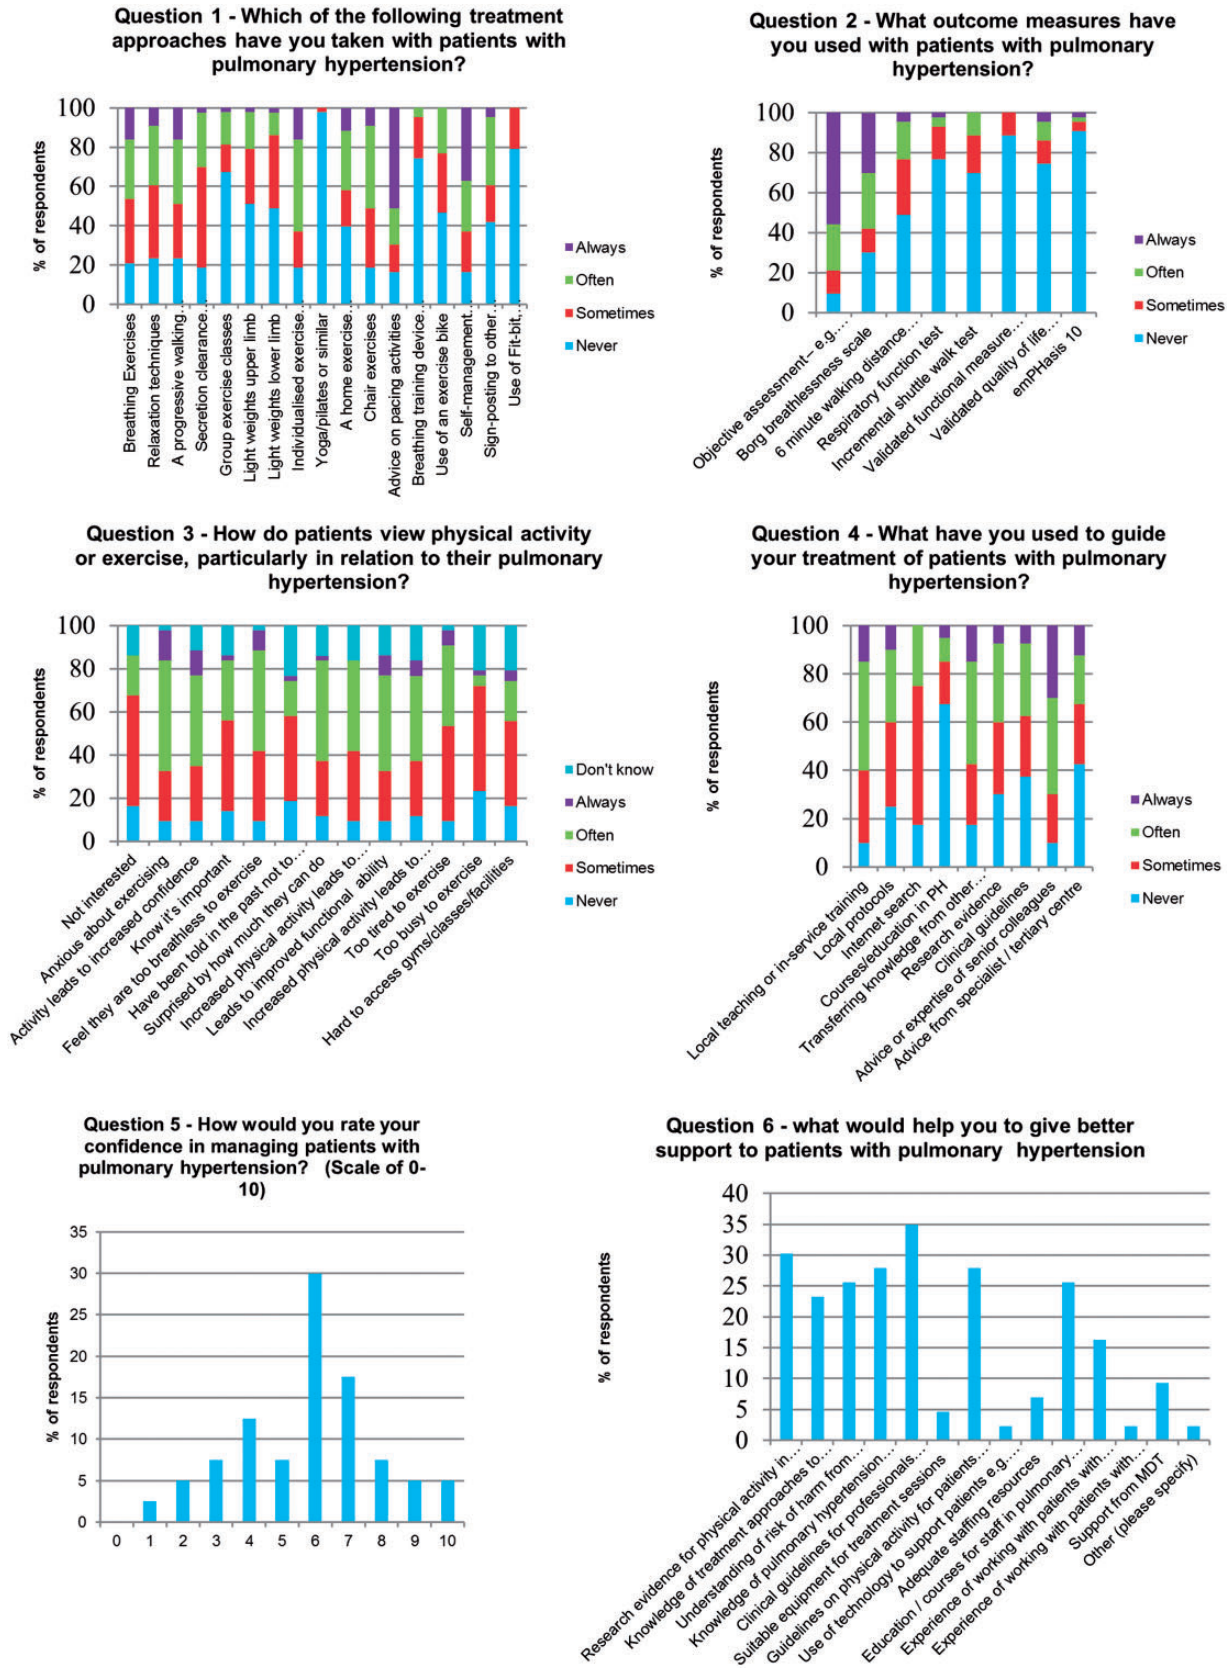 Question 1 - Which of the following treatment
approaches have you taken with patients with
pulmonary hypertension?
% of respondents
100
80
60
40
20
0
Breathing Exercises
Relaxation techniques
A progressive walking…
Secretion clearance…
Group exercise classes
Light weights upper limb
Light weights lower limb
Individualised exercise…
Yoga/pilates or similar
A home exercise…
Chair exercises
Advice on pacing activities
Breathing training device…
Use of an exercise bike
Self-management…
Sign-posting to other…
Use of Fit-bit,…
Always
Often
Sometimes
Never
Question 2 - What outcome measures have
you used with patients with pulmonary
hypertension?
% of respondents
100
80
60
40
20
0
Objective assessment– e.g.…
Borg breathlessness scale
6 minute walking distance…
Respiratory function test
Incremental shuttle walk test
Validated functional measure…
Validated quality of life…
emPHasis 10
Always
Often
Sometimes
Never
Question 3 - How do patients view physical activity
or exercise, particularly in relation to their pulmonary
hypertension?
% of respondents
100
80
60
40
20
0
Not interested
Anxious about exercising
Activity leads to increased confidence
Know it's important
Feel they are too breathless to exercise
Have been told in the past not to…
Surprised by how much they can do
Increased physical activity leads to…
Leads to improved functional ability
Increased physical activity leads to…
Too tired to exercise
Too busy to exercise
Hard to access gyms/classes/facilities
Don't know
Always
Often
Sometimes
Never
Question 4 - What have you used to guide
your treatment of patients with pulmonary
hypertension?
% of respondents
100
80
60
40
20
0
Local teaching or in-service training
Local protocols
Internet search
Courses/education in PH
Transferring knowledge from other…
Research evidence
Clinical guidelines
Advice or expertise of senior colleagues
Advice from specialist / tertiary centre
Always
Often
Sometimes
Never
Question 5 - How would you rate your
confidence in managing patients with
pulmonary hypertension? (Scale of 0-
10)
% of respondents
35
30
25
20
15
10
5
0
0 1 2 3 4 5 6 7 8 9 10
Question 6 - what would help you to give better
support to patients with pulmonary hypertension
% of respondents
40
35
30
25
20
15
10
5
0
Research evidence for physical activity in…
Knowledge of treatment approaches to…
Understanding of risk of harm from…
Knowledge of pulmonary hypertension…
Clinical guidelines for professionals…
Suitable equipment for treatment sessions
Guidelines on physical activity for patients…
Use of technology to support patients e.g.…
Adequate staffing resources
Education / courses for staff in pulmonary…
Experience of working with patients with…
Experience of working with patients with…
Support from MDT
Other (please specify)